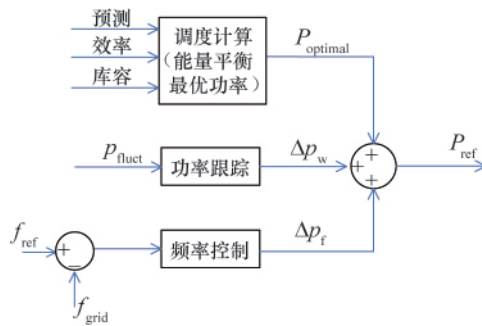 预测
效率
库容
调度计算
(能量平衡
最优功率)
P_optimal
p_fluct
功率跟踪
Δp_w
+
+
+
P_ref
f_ref
+
−
f_grid
频率控制
Δp_f